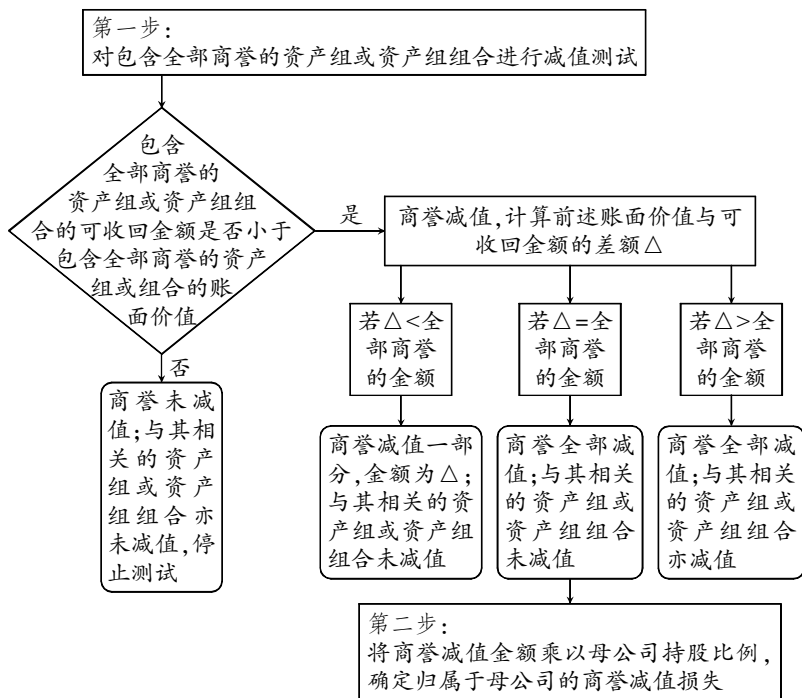 第一步:
对包含全部商誉的资产组或资产组组合进行减值测试
包含
全部商誉的
资产组或资产组组
合的可收回金额是否小于
包含全部商誉的资产
组或组合的账
面价值
是
商誉减值,计算前述账面价值与可
收回金额的差额△
否
若△<全
部商誉
的金额
若△=全
部商誉
的金额
若△>全
部商誉
的金额
商誉未减
值;与其相
关的资产
组或资产
组组合亦
未减值,停
止测试
商誉减值一部
分,金额为△;
与其相关的资
产组或资产组
组合未减值
商誉全部减
值;与其相关
的资产组或
资产组组合
未减值
商誉全部减
值;与其相关
的资产组或
资产组组合
亦减值
第二步:
将商誉减值金额乘以母公司持股比例,
确定归属于母公司的商誉减值损失